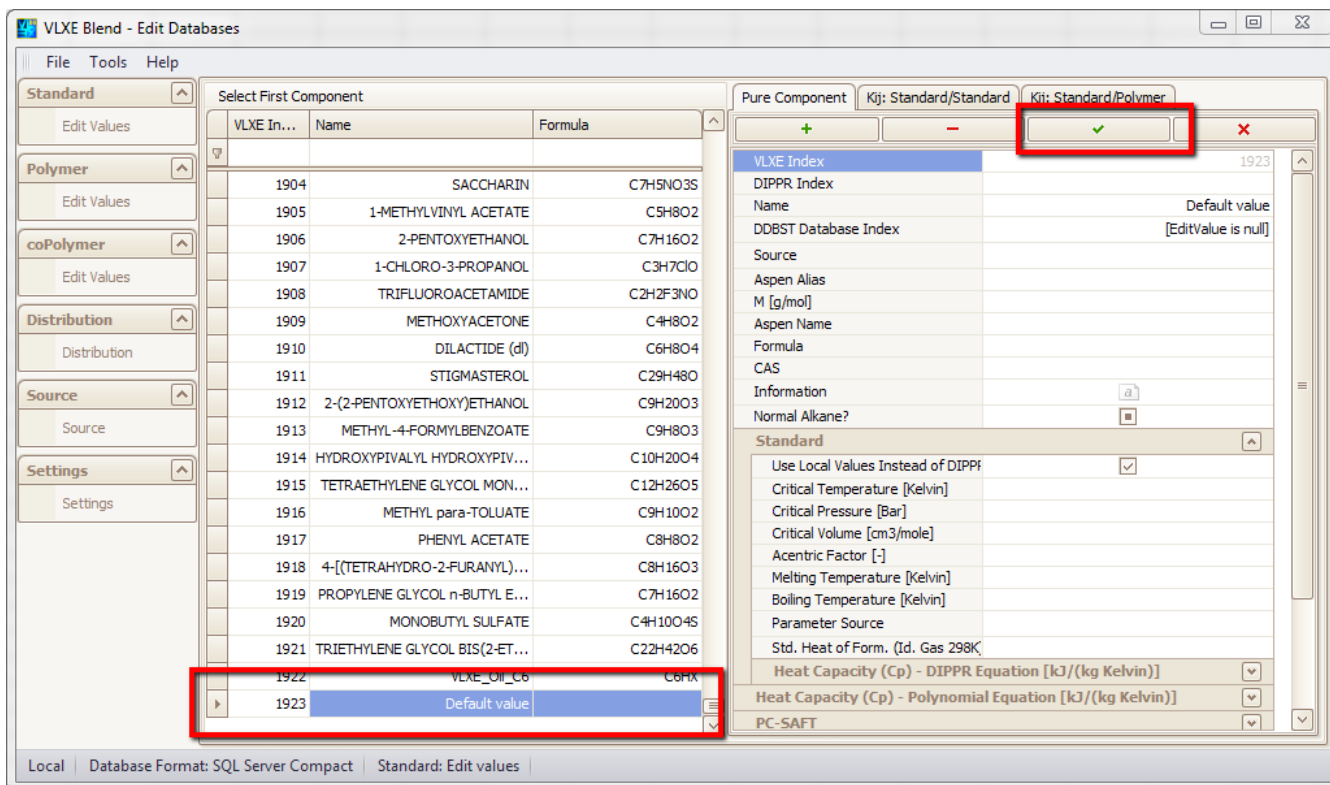 VLXE Blend - Edit Databases
File Tools Help
Standard
Edit Values
Polymer
Edit Values
coPolymer
Edit Values
Distribution
Distribution
Source
Source
Settings
Settings
Select First Component
VLXE In... Name Formula
1904 SACCHARIN C7H5NO3S
1905 1-METHYLVINYL ACETATE C5H8O2
1906 2-PENTOXYETHANOL C7H16O2
1907 1-CHLORO-3-PROPANOL C3H7ClO
1908 TRIFLUOROACETAMIDE C2H2F3NO
1909 METHOXYACETONE C4H8O2
1910 DILACTIDE (dl) C6H8O4
1911 STIGMASTEROL C29H48O
1912 2-(2-PENTOXYETHOXY)ETHANOL C9H20O3
1913 METHYL-4-FORMYLBENZOATE C9H8O3
1914 HYDROXYPIVALYL HYDROXYPIV... C10H20O4
1915 TETRAETHYLENE GLYCOL MON... C12H26O5
1916 METHYL para-TOLUATE C9H10O2
1917 PHENYL ACETATE C8H8O2
1918 4-[(TETRAHYDRO-2-FURANYL)... C8H16O3
1919 PROPYLENE GLYCOL n-BUTYL E... C7H16O2
1920 MONOBUTYL SULFATE C4H10O4S
1921 TRIETHYLENE GLYCOL BIS(2-ET... C22H42O6
1922 VLXE_Oil_C6 C6HX
1923 Default value
Pure Component Kij: Standard/Standard Kij: Standard/Polymer
VLXE Index 1923
DIPPR Index
Name Default value
DDBST Database Index [EditValue is null]
Source
Aspen Alias
M [g/mol]
Aspen Name
Formula
CAS
Information a
Normal Alkane?
Standard
Use Local Values Instead of DIPPF
Critical Temperature [Kelvin]
Critical Pressure [Bar]
Critical Volume [cm3/mole]
Acentric Factor [-]
Melting Temperature [Kelvin]
Boiling Temperature [Kelvin]
Parameter Source
Std. Heat of Form. (Id. Gas 298K)
Heat Capacity (Cp) - DIPPR Equation [kJ/(kg Kelvin)]
Heat Capacity (Cp) - Polynomial Equation [kJ/(kg Kelvin)]
PC-SAFT
Local Database Format: SQL Server Compact Standard: Edit values